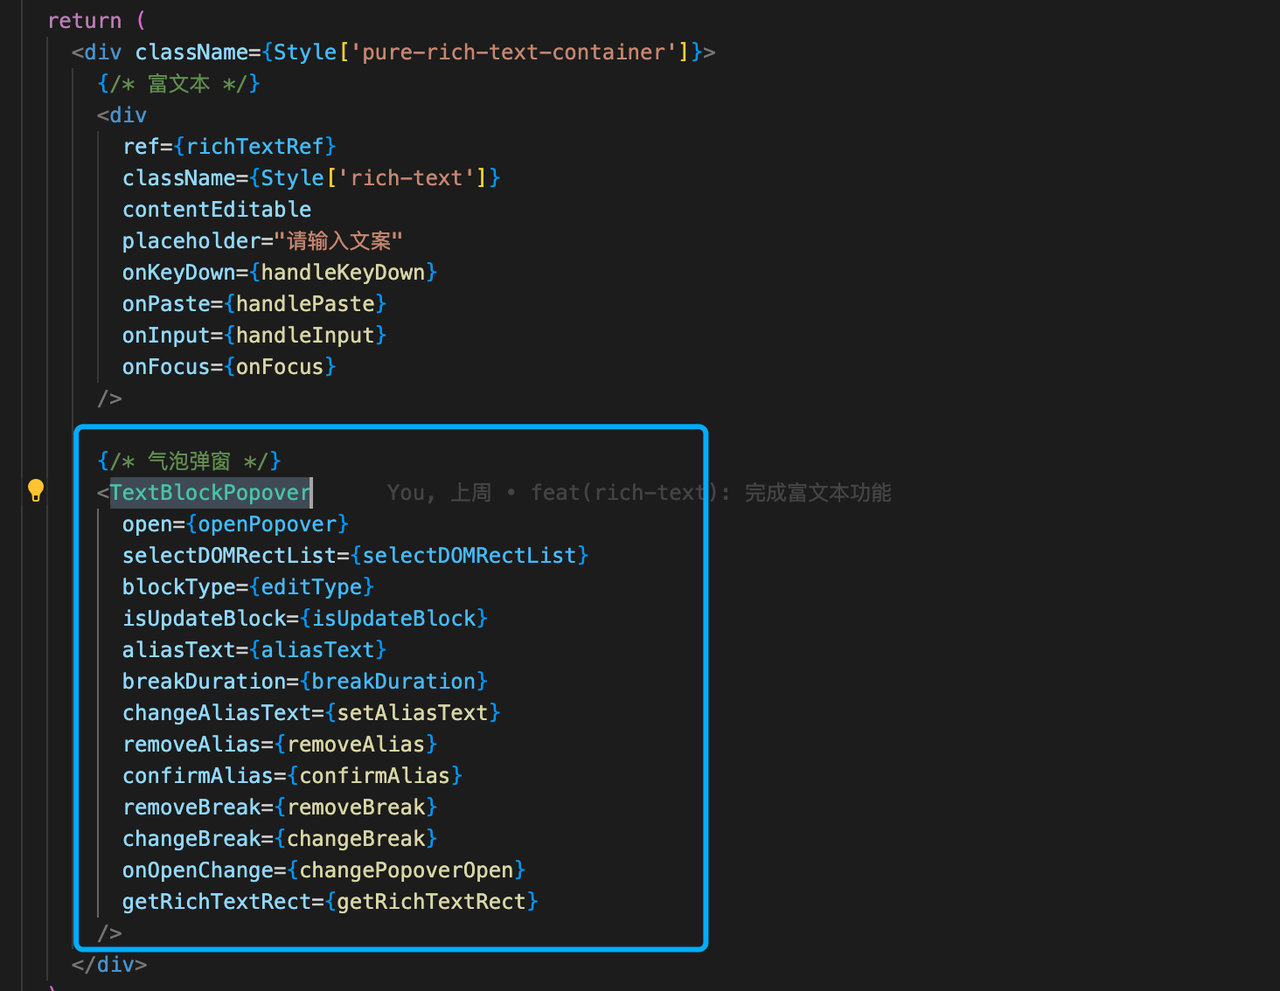 return (
<div className={Style['pure-rich-text-container']}>
{/* 富文本 */}
<div
ref={richTextRef}
className={Style['rich-text']}
contentEditable
placeholder="请输入文案"
onKeyDown={handleKeyDown}
onPaste={handlePaste}
onInput={handleInput}
onFocus={onFocus}
/>
{/* 气泡弹窗 */}
<TextBlockPopover You, 上周 • feat(rich-text): 完成富文本功能
open={openPopover}
selectDOMRectList={selectDOMRectList}
blockType={editType}
isUpdateBlock={isUpdateBlock}
aliasText={aliasText}
breakDuration={breakDuration}
changeAliasText={setAliasText}
removeAlias={removeAlias}
confirmAlias={confirmAlias}
removeBreak={removeBreak}
changeBreak={changeBreak}
onOpenChange={changePopoverOpen}
getRichTextRect={getRichTextRect}
/>
</div>
)